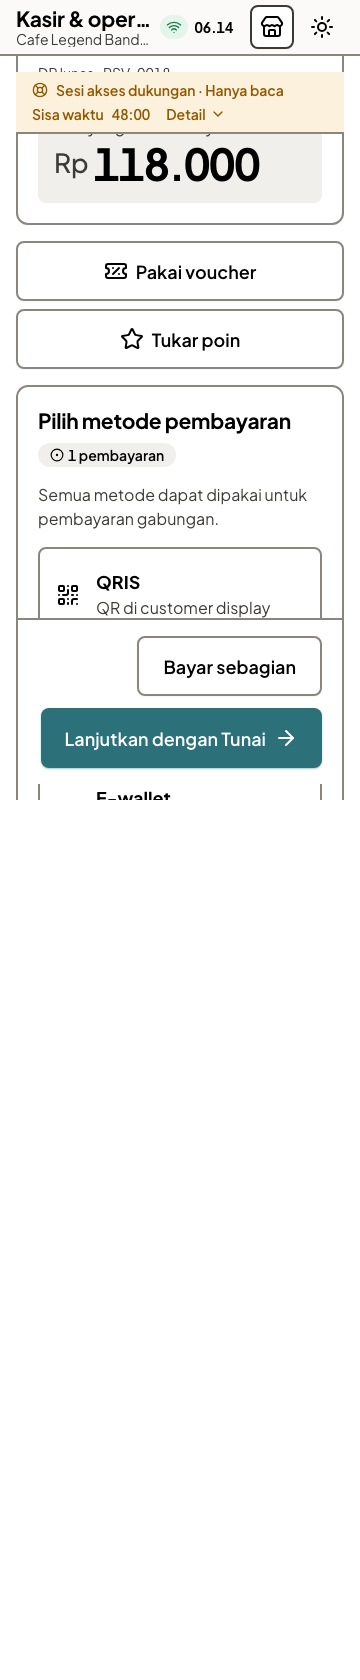 Kasir & oper...
06.14
Cafe Legend Band...
Sesi akses dukungan · Hanya baca
Sisa waktu 48:00 Detail
Rp 118.000
Pakai voucher
Tukar poin
Pilih metode pembayaran
1 pembayaran
Semua metode dapat dipakai untuk
pembayaran gabungan.
QRIS
QR di customer display
Bayar sebagian
Lanjutkan dengan Tunai
E-wallet